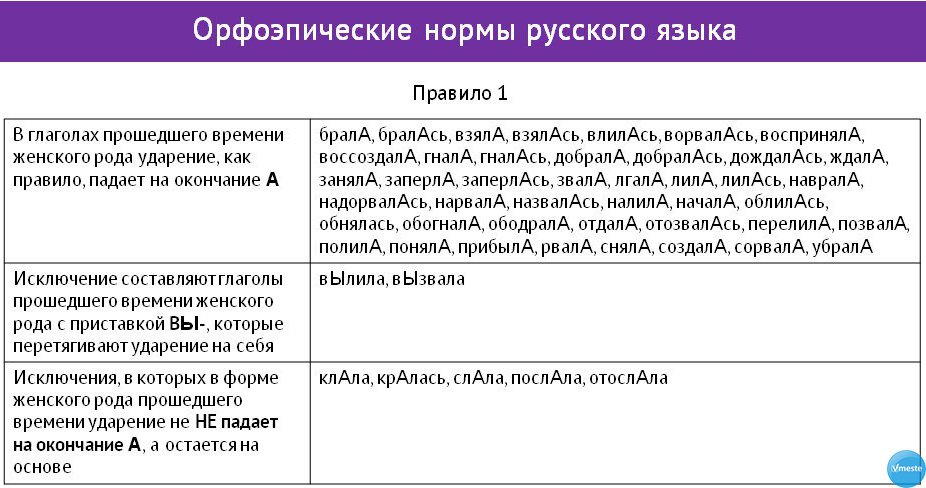 Орфоэпические нормы русского языка
Правило 1
В глаголах прошедшего времени
женского рода ударение, как
правило, падает на окончание А
бралА, бралАсь, взялА, взялАсь, влилАсь, ворвалАсь, воспринялА,
воссоздалА, гналА, гналАсь, добралА, добралАсь, дождалАсь, ждалА,
занялА, заперлА, заперлАсь, звалА, лгалА, лилА, лилАсь, навралА,
надорвалАсь, нарвалА, назвалАсь, налилА, началА, облилАсь,
обнялась, обогналА, ободралА, отдалА, отозвалАсь, перелилА, позвалА,
полилА, понялА, прибылА, рвалА, снялА, создалА, сорвалА, убралА
Исключение составляют глаголы
прошедшего времени женского
рода с приставкой ВЫ-, которые
перетягивают ударение на себя
вЫлила, вЫзвала
Исключения, в которых в форме
женского рода прошедшего
времени ударение не НЕ падает
на окончание А, а остается на
основе
клАла, крАлась, слАла, послАла, отослАла
iVmeste